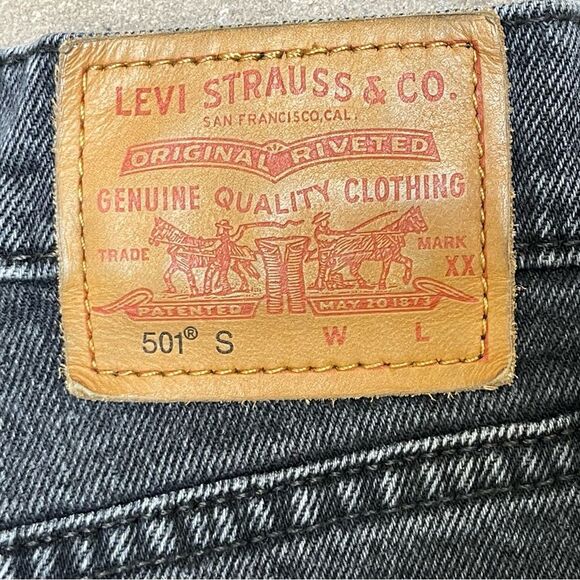 LEVI STRAUSS & CO.
SAN FRANCISCO, CAL.
ORIGINAL RIVETED
GENUINE QUALITY CLOTHING
TRADE MARK
XX
PATENTED MAY 20 1873
501® S W L